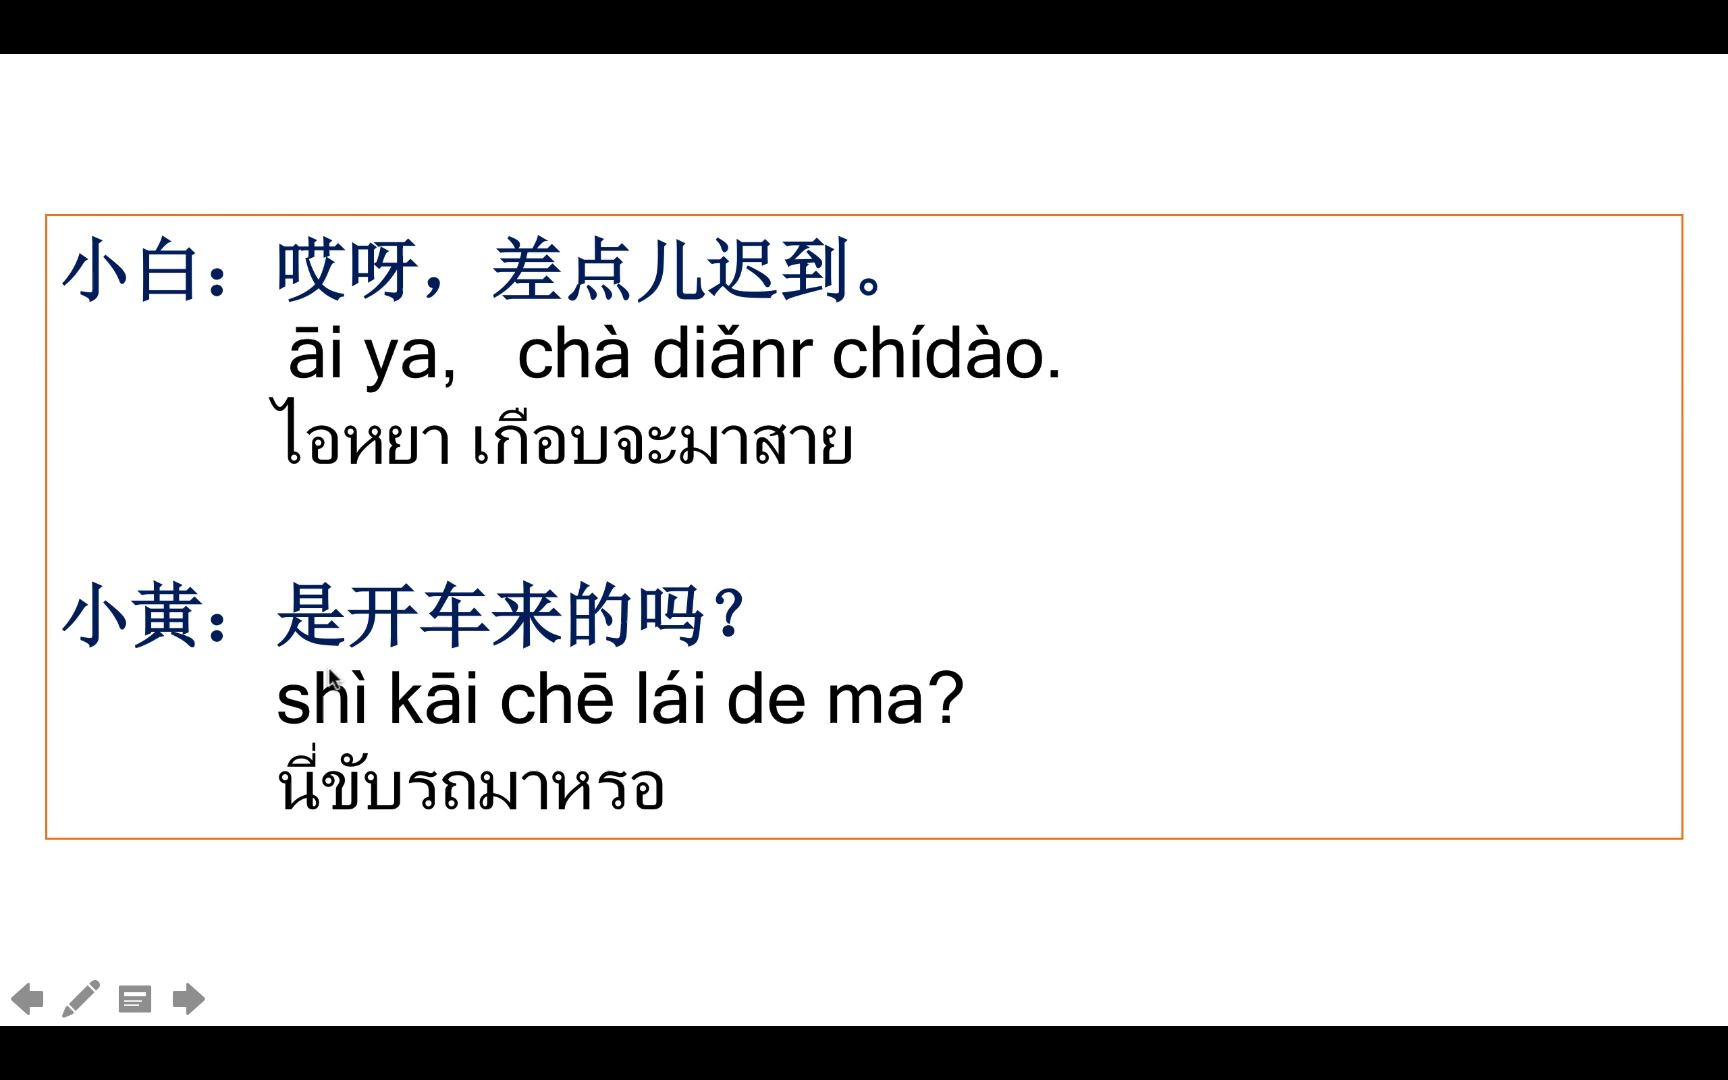 小白：哎呀，差点儿迟到。
āi ya, chà diǎnr chídào.
ไอหยา เกือบจะมาสาย
小黄：是开车来的吗？
shì kāi chē lái de ma?
นี่ขับรถมาหรอ